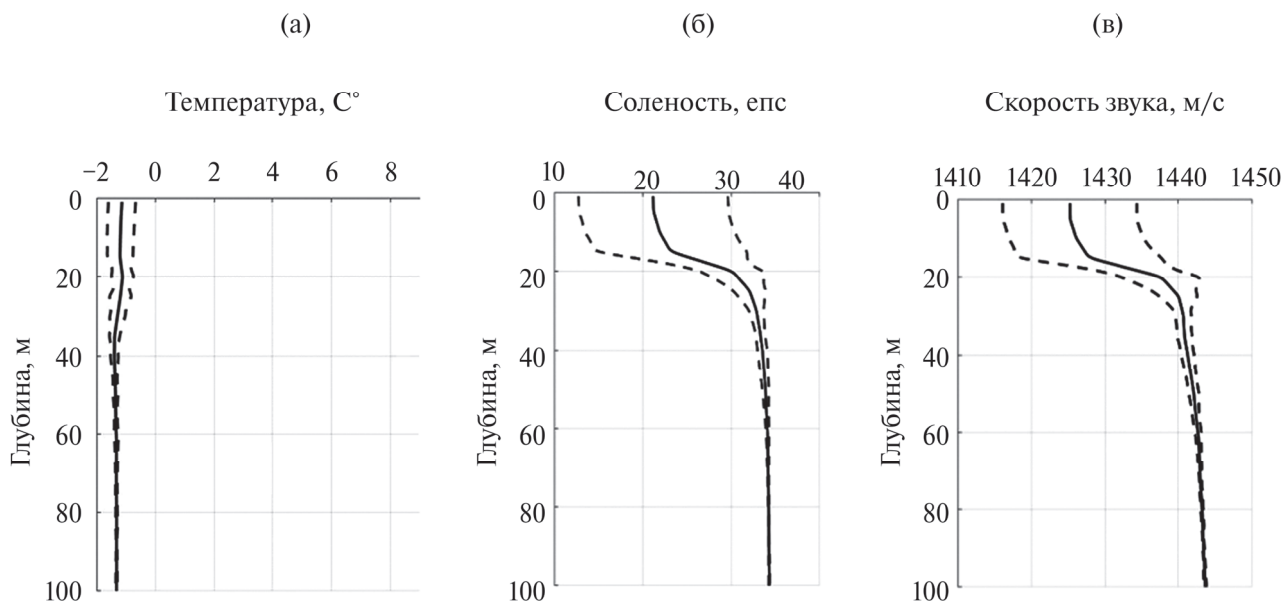 (а) (б) (в)
Температура, C° Соленость, епс Скорость звука, м/с
−2 0 2 4 6 8 10 20 30 40 1410 1420 1430 1440 1450
0 0 0
20 20 20
40 40 40
60 60 60
80 80 80
100 100 100
Глубина, м Глубина, м Глубина, м